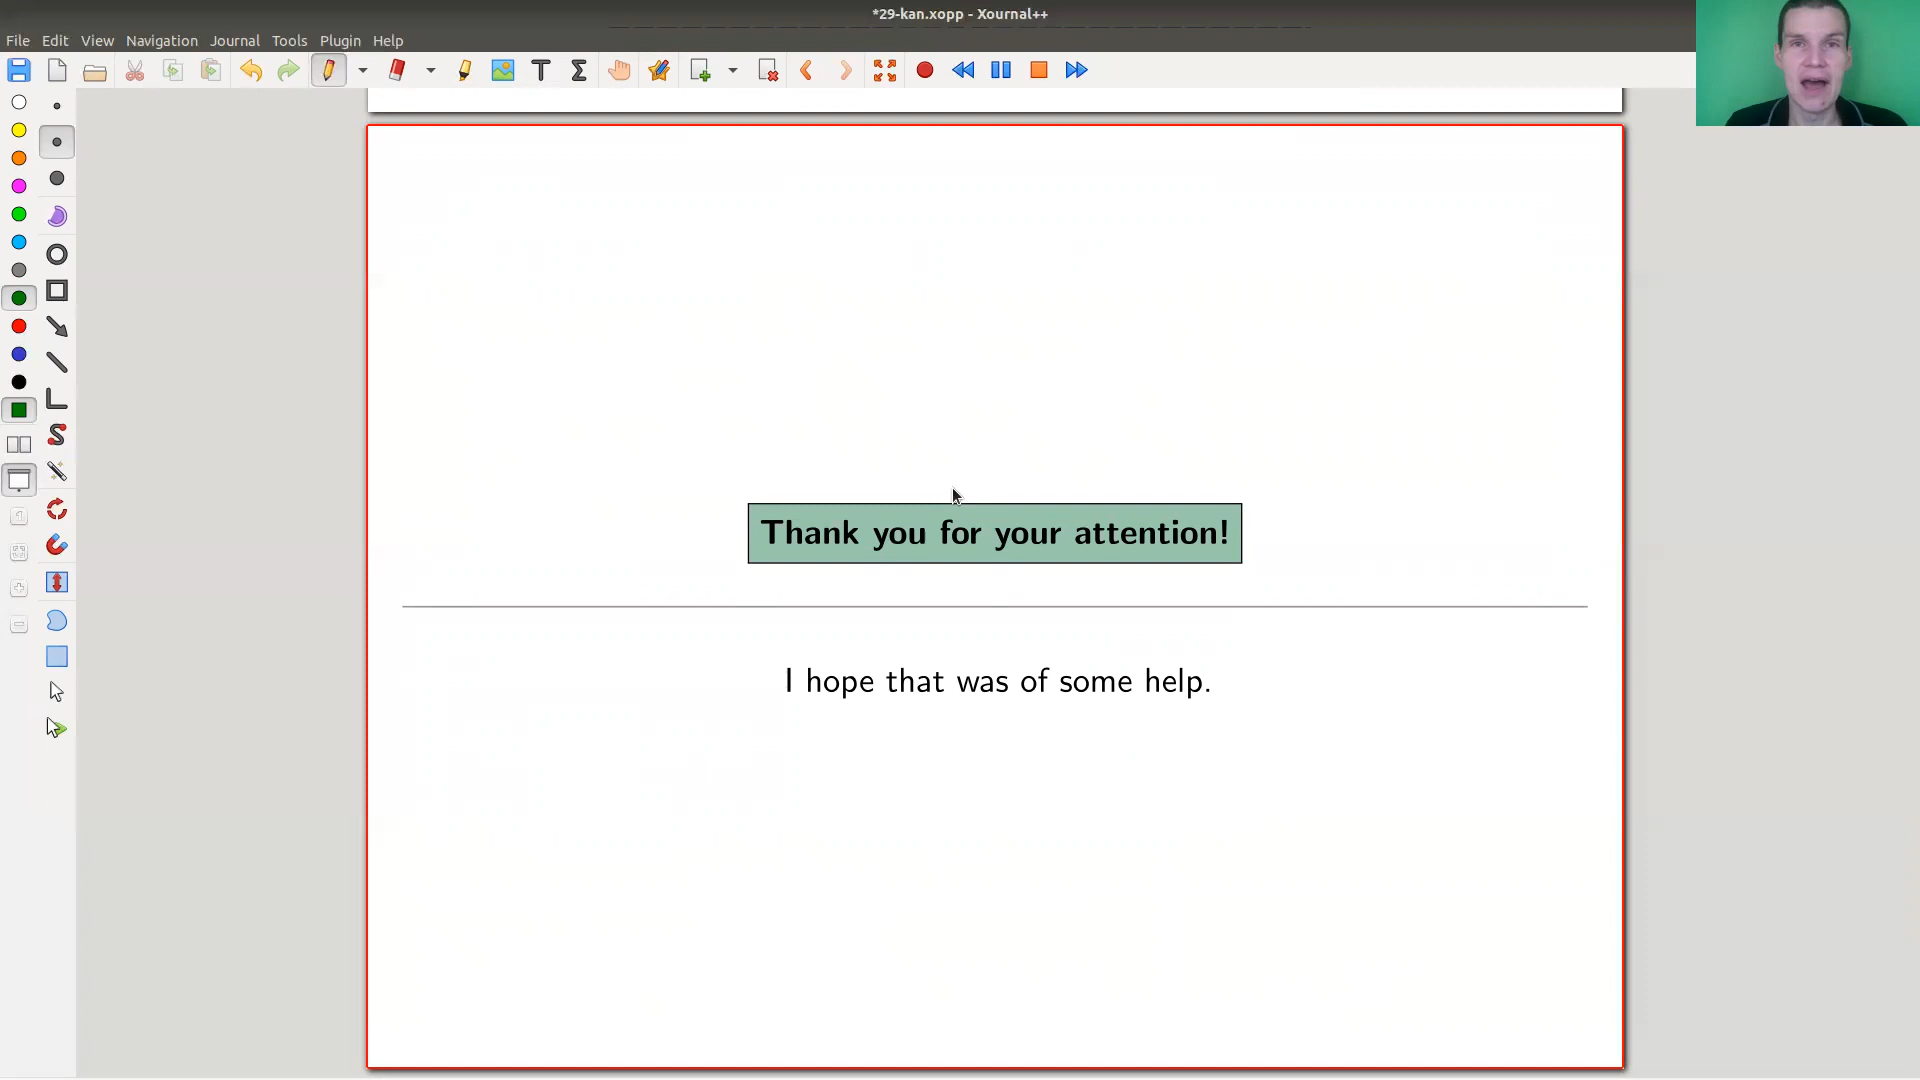 *29-kan.xopp - Xournal++
File Edit View Navigation Journal Tools Plugin Help
Thank you for your attention!
I hope that was of some help.